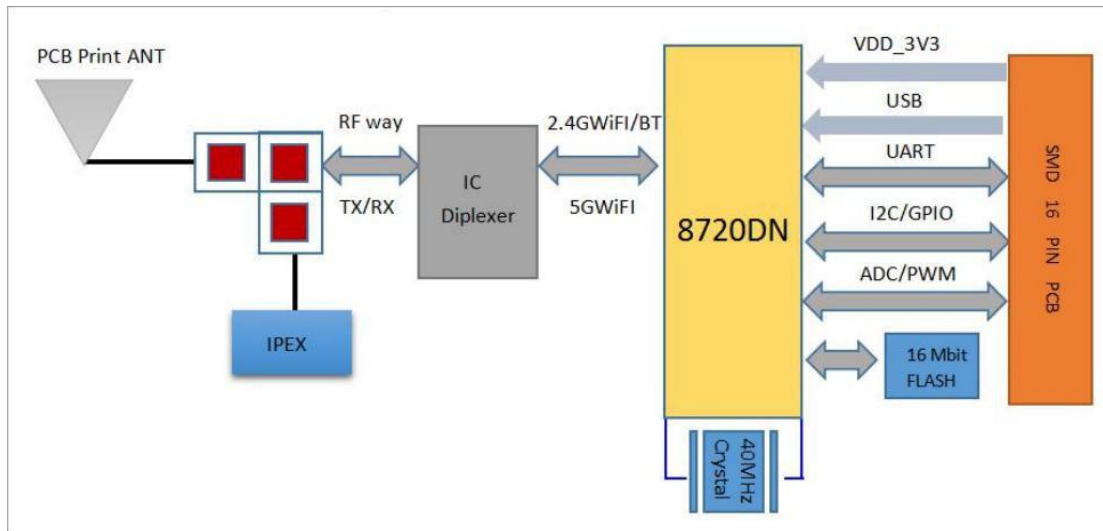 PCB Print ANT
RF way
TX/RX
IPEX
IC
Diplexer
2.4GWiFI/BT
5GWiFI
8720DN
40MHz
Crystal
VDD_3V3
USB
UART
I2C/GPIO
ADC/PWM
16 Mbit
FLASH
SMD 16 PIN PCB